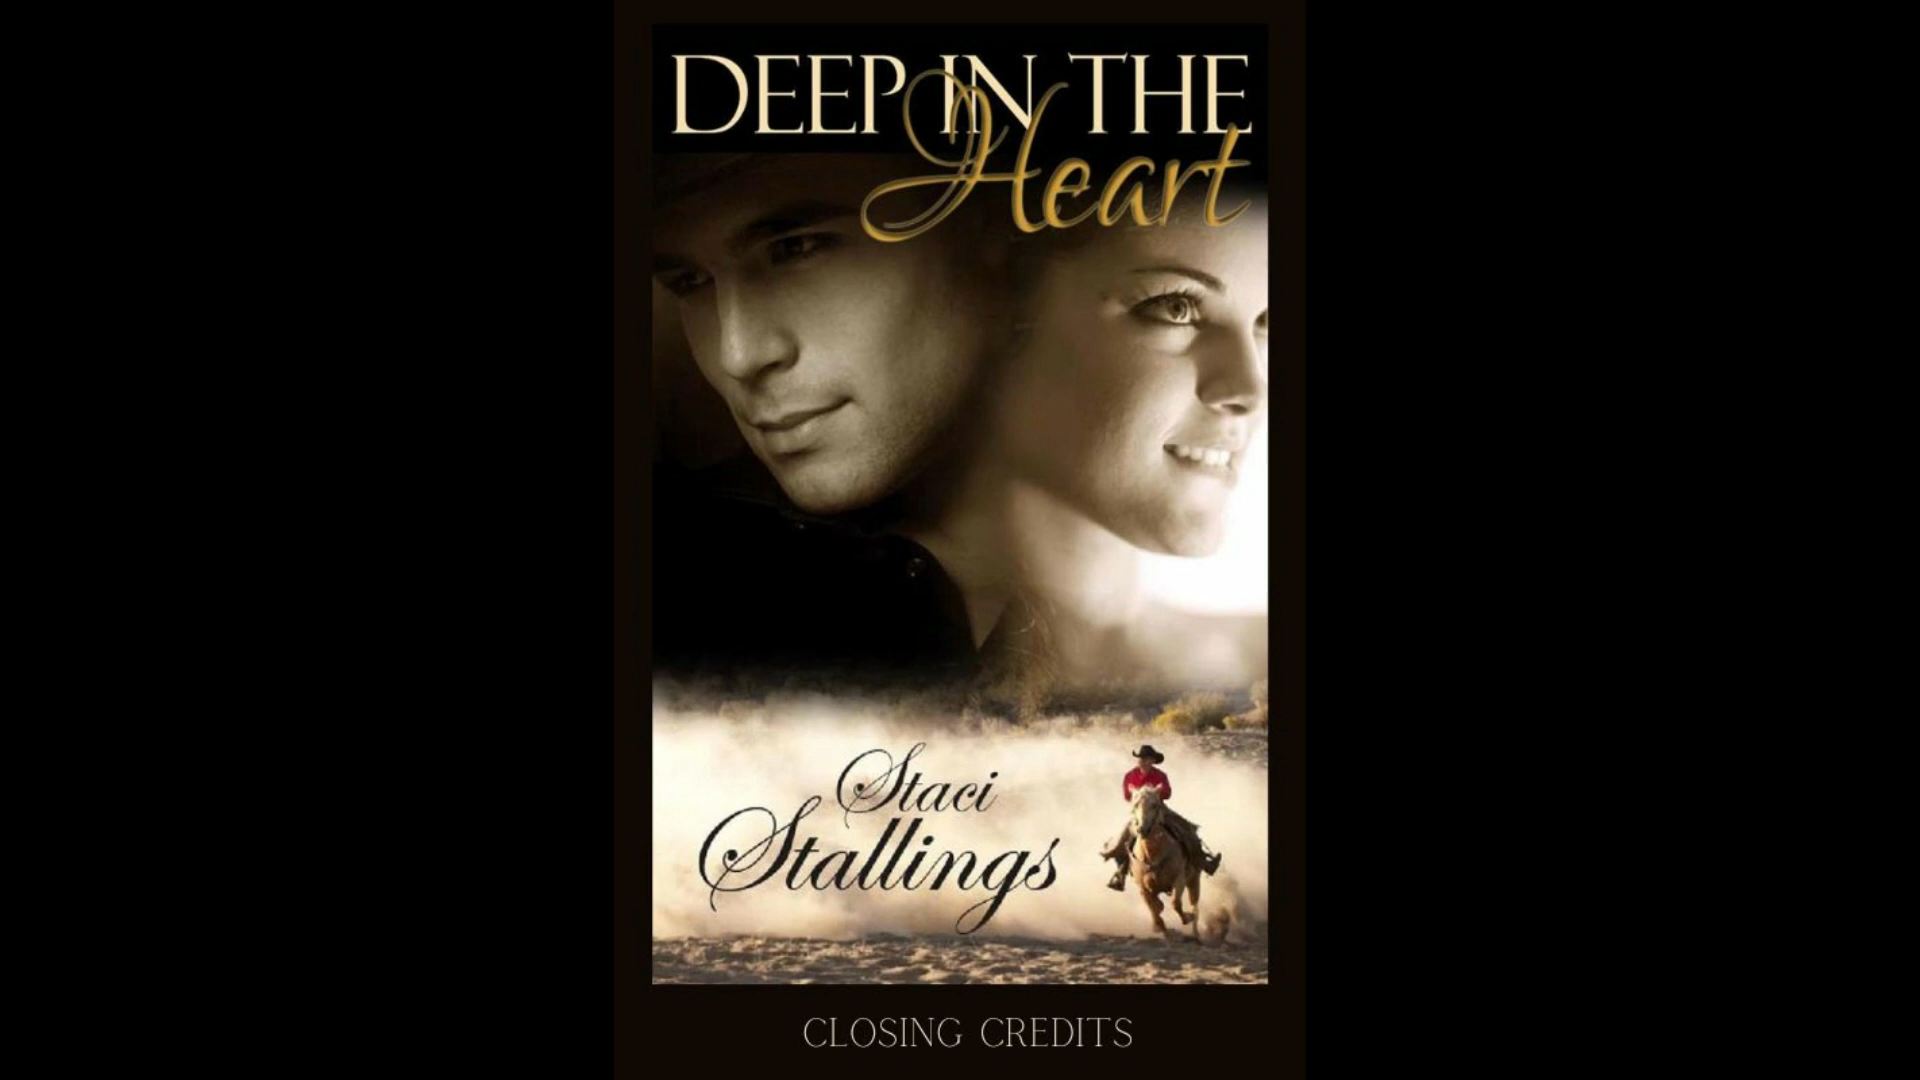 DEEP IN THE
Heart
Staci
Stallings
CLOSING CREDITS